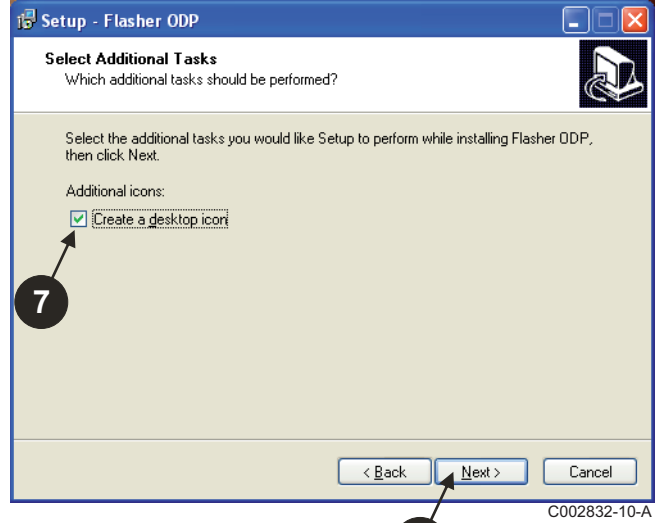 Setup - Flasher ODP
Select Additional Tasks
Which additional tasks should be performed?
Select the additional tasks you would like Setup to perform while installing Flasher ODP,
then click Next.
Additional icons:
Create a desktop icon
7
< Back Next > Cancel
C002832-10-A